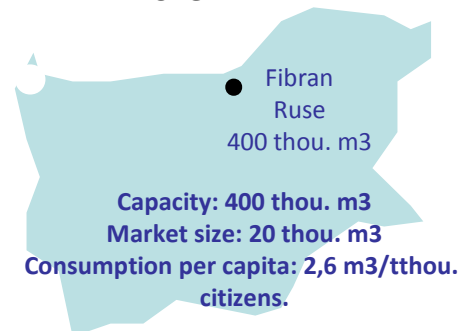 Fibran
Ruse
400 thou. m3
Capacity: 400 thou. m3
Market size: 20 thou. m3
Consumption per capita: 2,6 m3/tthou.
citizens.